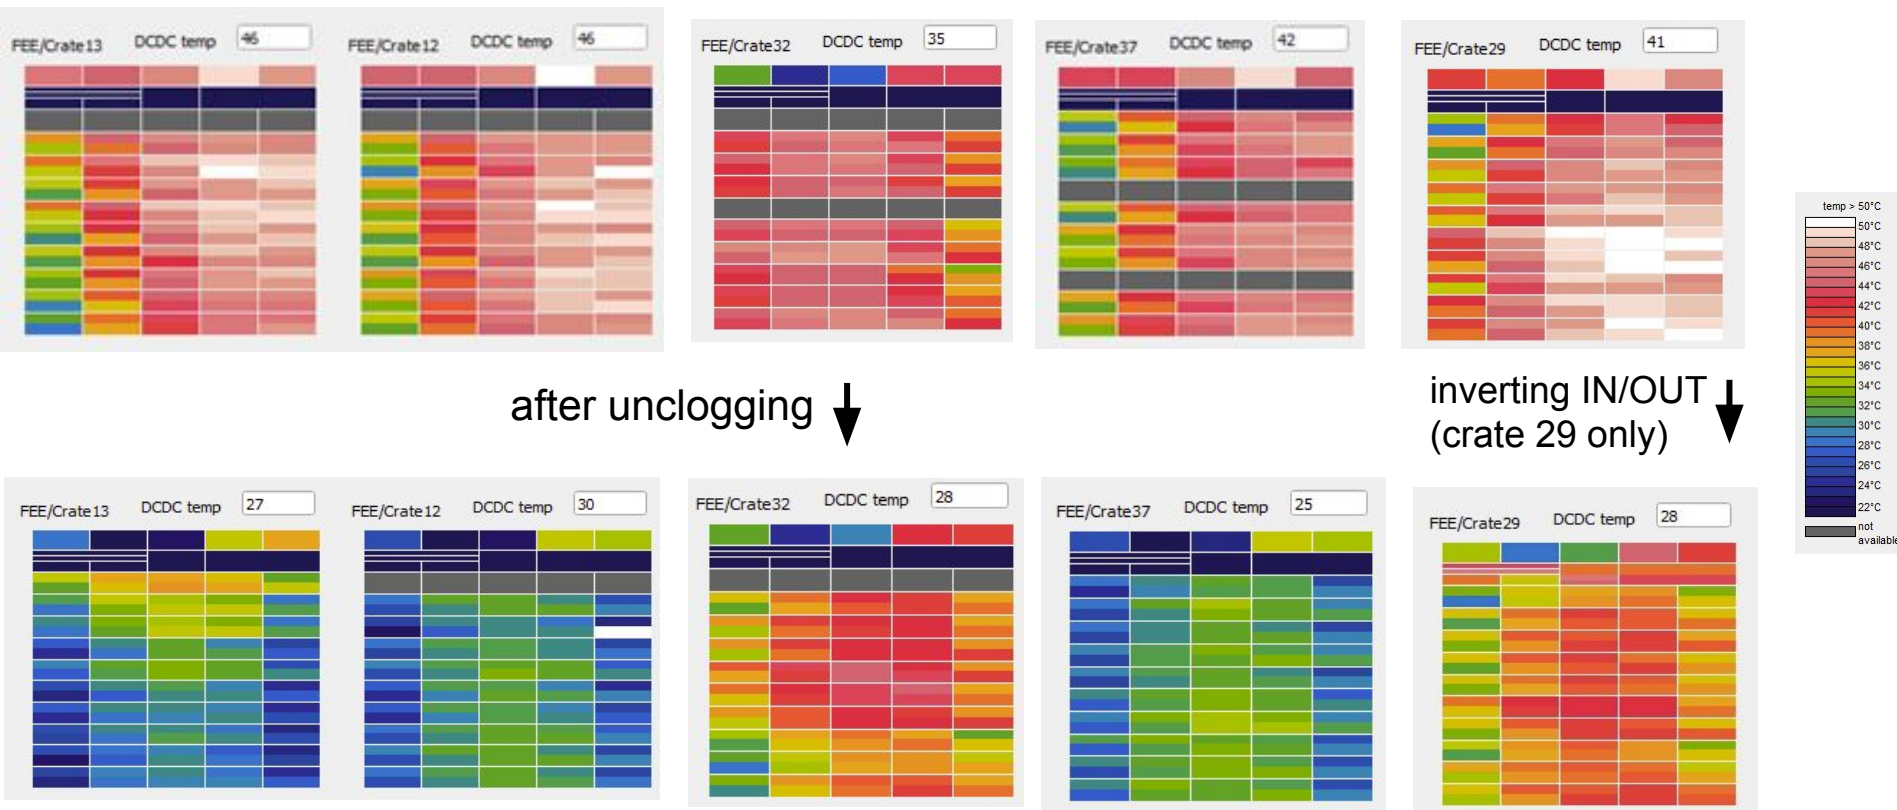 FEE/Crate13 DCDC temp 46
FEE/Crate12 DCDC temp 46
FEE/Crate32 DCDC temp 35
FEE/Crate37 DCDC temp 42
FEE/Crate29 DCDC temp 41
after unclogging
inverting IN/OUT
(crate 29 only)
temp > 50°C
50°C
48°C
46°C
44°C
42°C
40°C
38°C
36°C
34°C
32°C
30°C
28°C
26°C
24°C
22°C
not
available
FEE/Crate13 DCDC temp 27
FEE/Crate12 DCDC temp 30
FEE/Crate32 DCDC temp 28
FEE/Crate37 DCDC temp 25
FEE/Crate29 DCDC temp 28